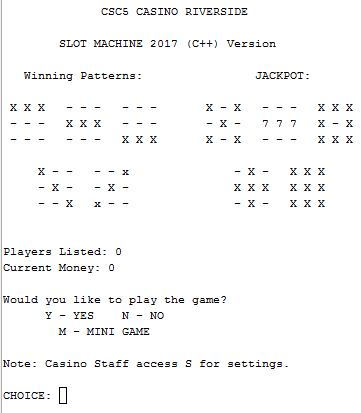 CSC5 CASINO RIVERSIDE
SLOT MACHINE 2017 (C++) Version
Winning Patterns: JACKPOT:
X X X - - - - - - X - X - - - X X X
- - - X X X - - - - X - 7 7 7 X - X
- - - - - - X X X X - X - - - X X X
X - - - - x - X - X X X
- X - - X - X X X X X X
- - X x - - - X - X X X
Players Listed: 0
Current Money: 0
Would you like to play the game?
Y - YES N - NO
M - MINI GAME
Note: Casino Staff access S for settings.
CHOICE: